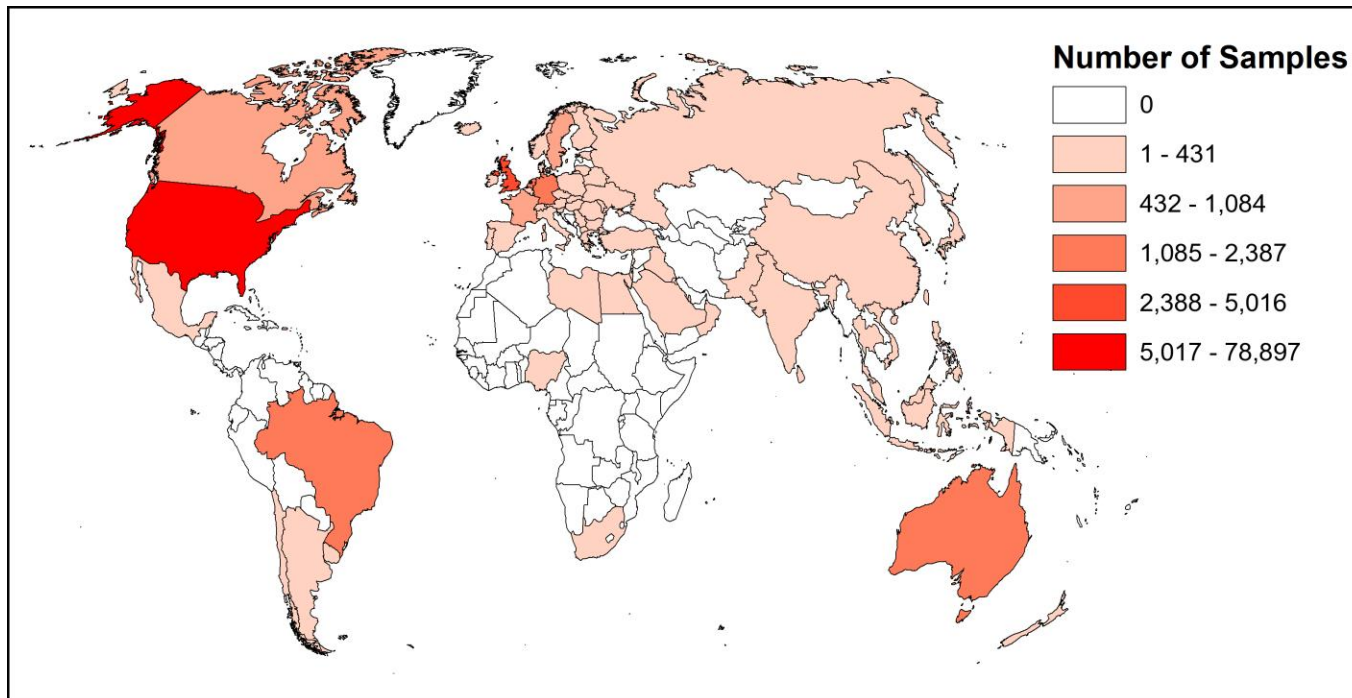 Number of Samples
0
1 - 431
432 - 1,084
1,085 - 2,387
2,388 - 5,016
5,017 - 78,897